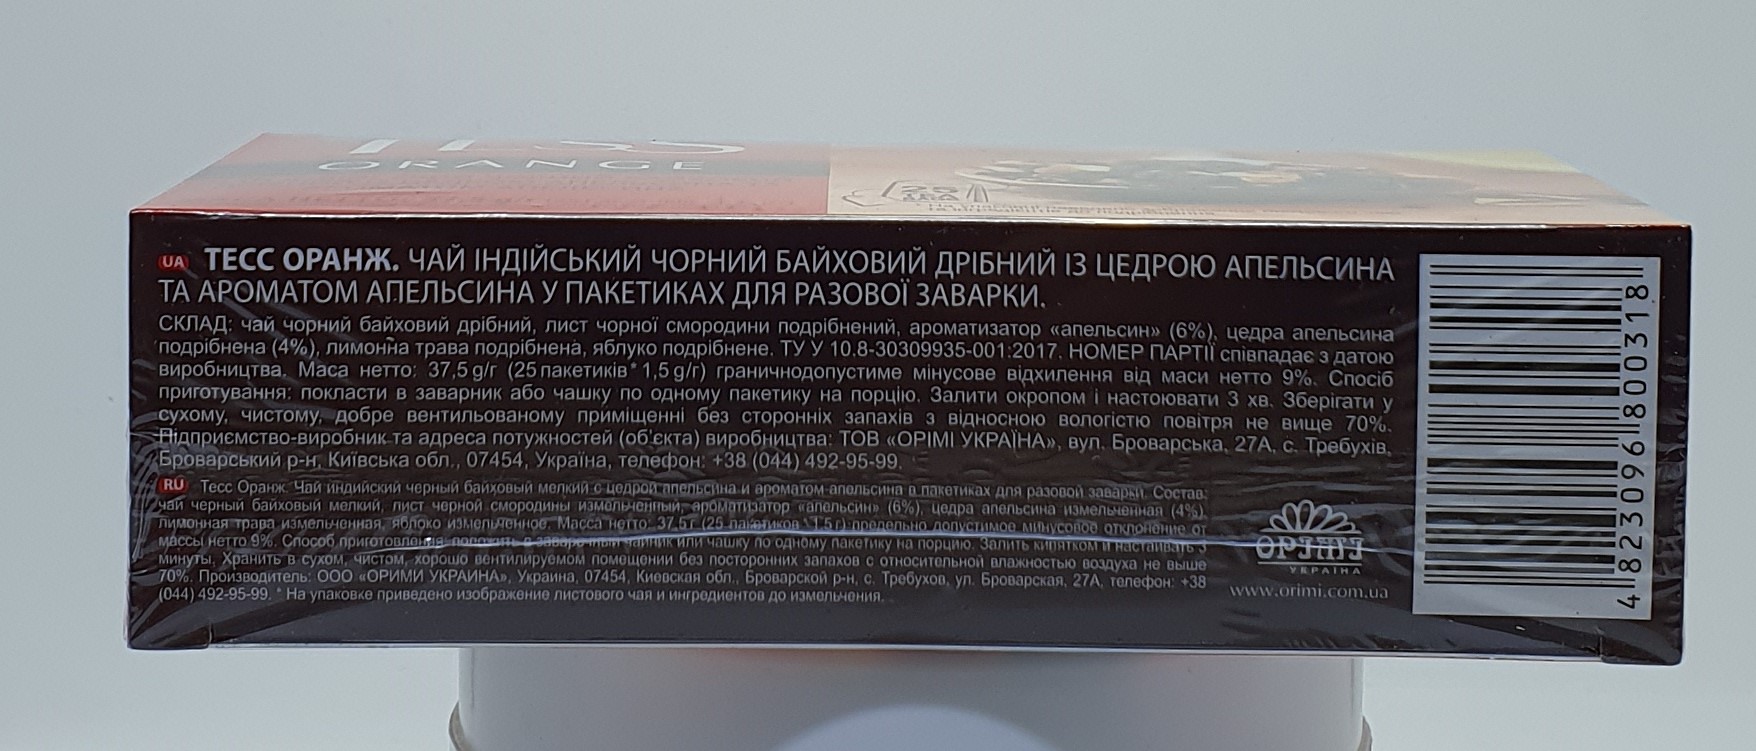 TESS
ORANGE
25
UA ТЕСС ОРАНЖ. ЧАЙ ІНДІЙСЬКИЙ ЧОРНИЙ БАЙХОВИЙ ДРІБНИЙ ІЗ ЦЕДРОЮ АПЕЛЬСИНА
ТА АРОМАТОМ АПЕЛЬСИНА У ПАКЕТИКАХ ДЛЯ РАЗОВОЇ ЗАВАРКИ.
СКЛАД: чай чорний байховий дрібний, лист чорної смородини подрібнений, ароматизатор «апельсин» (6%), цедра апельсина
подрібнена (4%), лимонна трава подрібнена, яблуко подрібнене. ТУ У 10.8-30309935-001:2017. НОМЕР ПАРТІЇ співпадає з датою
виробництва. Маса нетто: 37,5 g/г (25 пакетиків * 1,5 g/г) граничнодопустиме мінусове відхилення від маси нетто 9%. Спосіб
приготування: покласти в заварник або чашку по одному пакетику на порцію. Залити окропом і настоювати 3 хв. Зберігати у
сухому, чистому, добре вентильованому приміщенні без сторонніх запахів з відносною вологістю повітря не вище 70%.
Підприємство-виробник та адреса потужностей (об'єкта) виробництва: ТОВ «ОРІМІ УКРАЇНА», вул. Броварська, 27А, с. Требухів,
Броварський р-н, Київська обл., 07454, Україна, телефон: +38 (044) 492-95-99.
RU Тесс Оранж. Чай индийский черный байховый мелкий с цедрой апельсина и ароматом апельсина в пакетиках для разовой заварки. Состав:
чай черный байховый мелкий, лист черной смородины измельченный, ароматизатор «апельсин» (6%), цедра апельсина измельченная (4%)
лимонная трава измельченная, яблоко измельченное. Масса нетто: 37,5 г (25 пакетиков * 1,5 г) предельно допустимое минусовое отклонение от
массы нетто 9%. Способ приготовления: положить в заварочный чайник или чашку по одному пакетику на порцию. Залить кипятком и настаивать 3
минуты. Хранить в сухом, чистом, хорошо вентилируемом помещении без посторонних запахов с относительной влажностью воздуха не выше
70%. Производитель: ООО «ОРИМИ УКРАИНА», Украина, 07454, Киевская обл., Броварской р-н, с. Требухов, ул. Броварская, 27А, телефон: +38
(044) 492-95-99. * На упаковке приведено изображение листового чая и ингредиентов до измельчения.
ОРІМІ
УКРАЇНА
www.orimi.com.ua
4 823096 800318